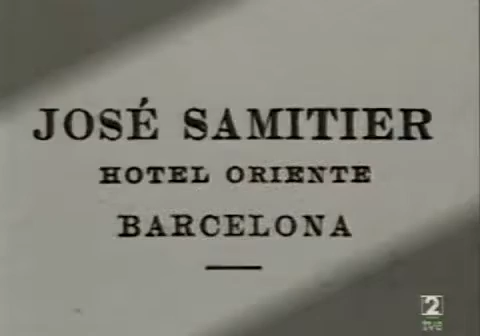 JOSÉ SAMITIER
HOTEL ORIENTE
BARCELONA
2
tve